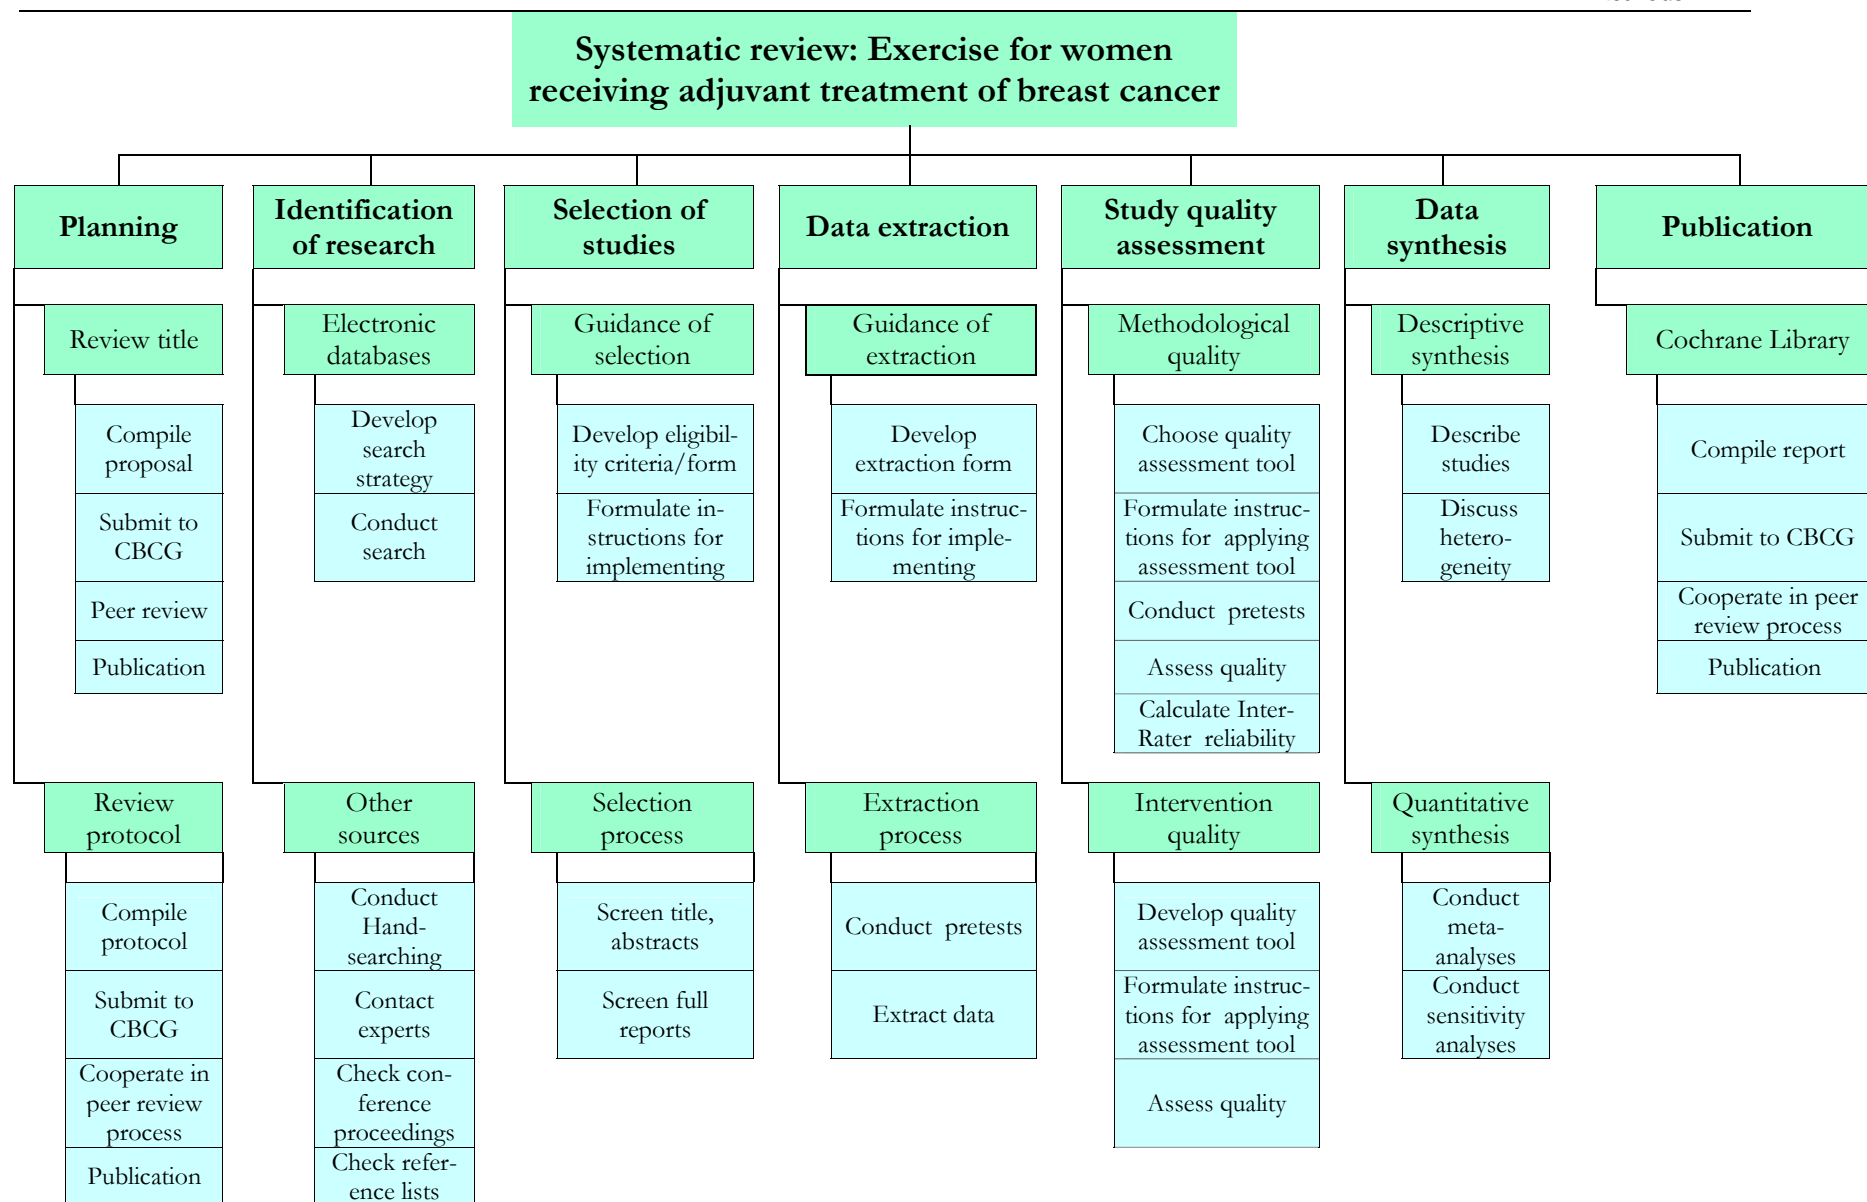 Systematic review: Exercise for women
receiving adjuvant treatment of breast cancer
Planning
Identification
of research
Selection of
studies
Data extraction
Study quality
assessment
Data
synthesis
Publication
Review title
Compile
proposal
Submit to
CBCG
Peer review
Publication
Review
protocol
Compile
protocol
Submit to
CBCG
Cooperate in
peer review
process
Publication
Electronic
databases
Develop
search
strategy
Conduct
search
Other
sources
Conduct
Hand-
searching
Contact
experts
Check con-
ference
proceedings
Check refer-
ence lists
Guidance of
selection
Develop eligibil-
ity criteria/form
Formulate in-
structions for
implementing
Selection
process
Screen title,
abstracts
Screen full
reports
Guidance of
extraction
Develop
extraction form
Formulate instruc-
tions for imple-
menting
Extraction
process
Conduct pretests
Extract data
Methodological
quality
Choose quality
assessment tool
Formulate instruc-
tions for applying
assessment tool
Conduct pretests
Assess quality
Calculate Inter-
Rater reliability
Intervention
quality
Develop quality
assessment tool
Formulate instruc-
tions for applying
assessment tool
Assess quality
Descriptive
synthesis
Describe
studies
Discuss
hetero-
geneity
Quantitative
synthesis
Conduct
meta-
analyses
Conduct
sensitivity
analyses
Cochrane Library
Compile report
Submit to CBCG
Cooperate in peer
review process
Publication